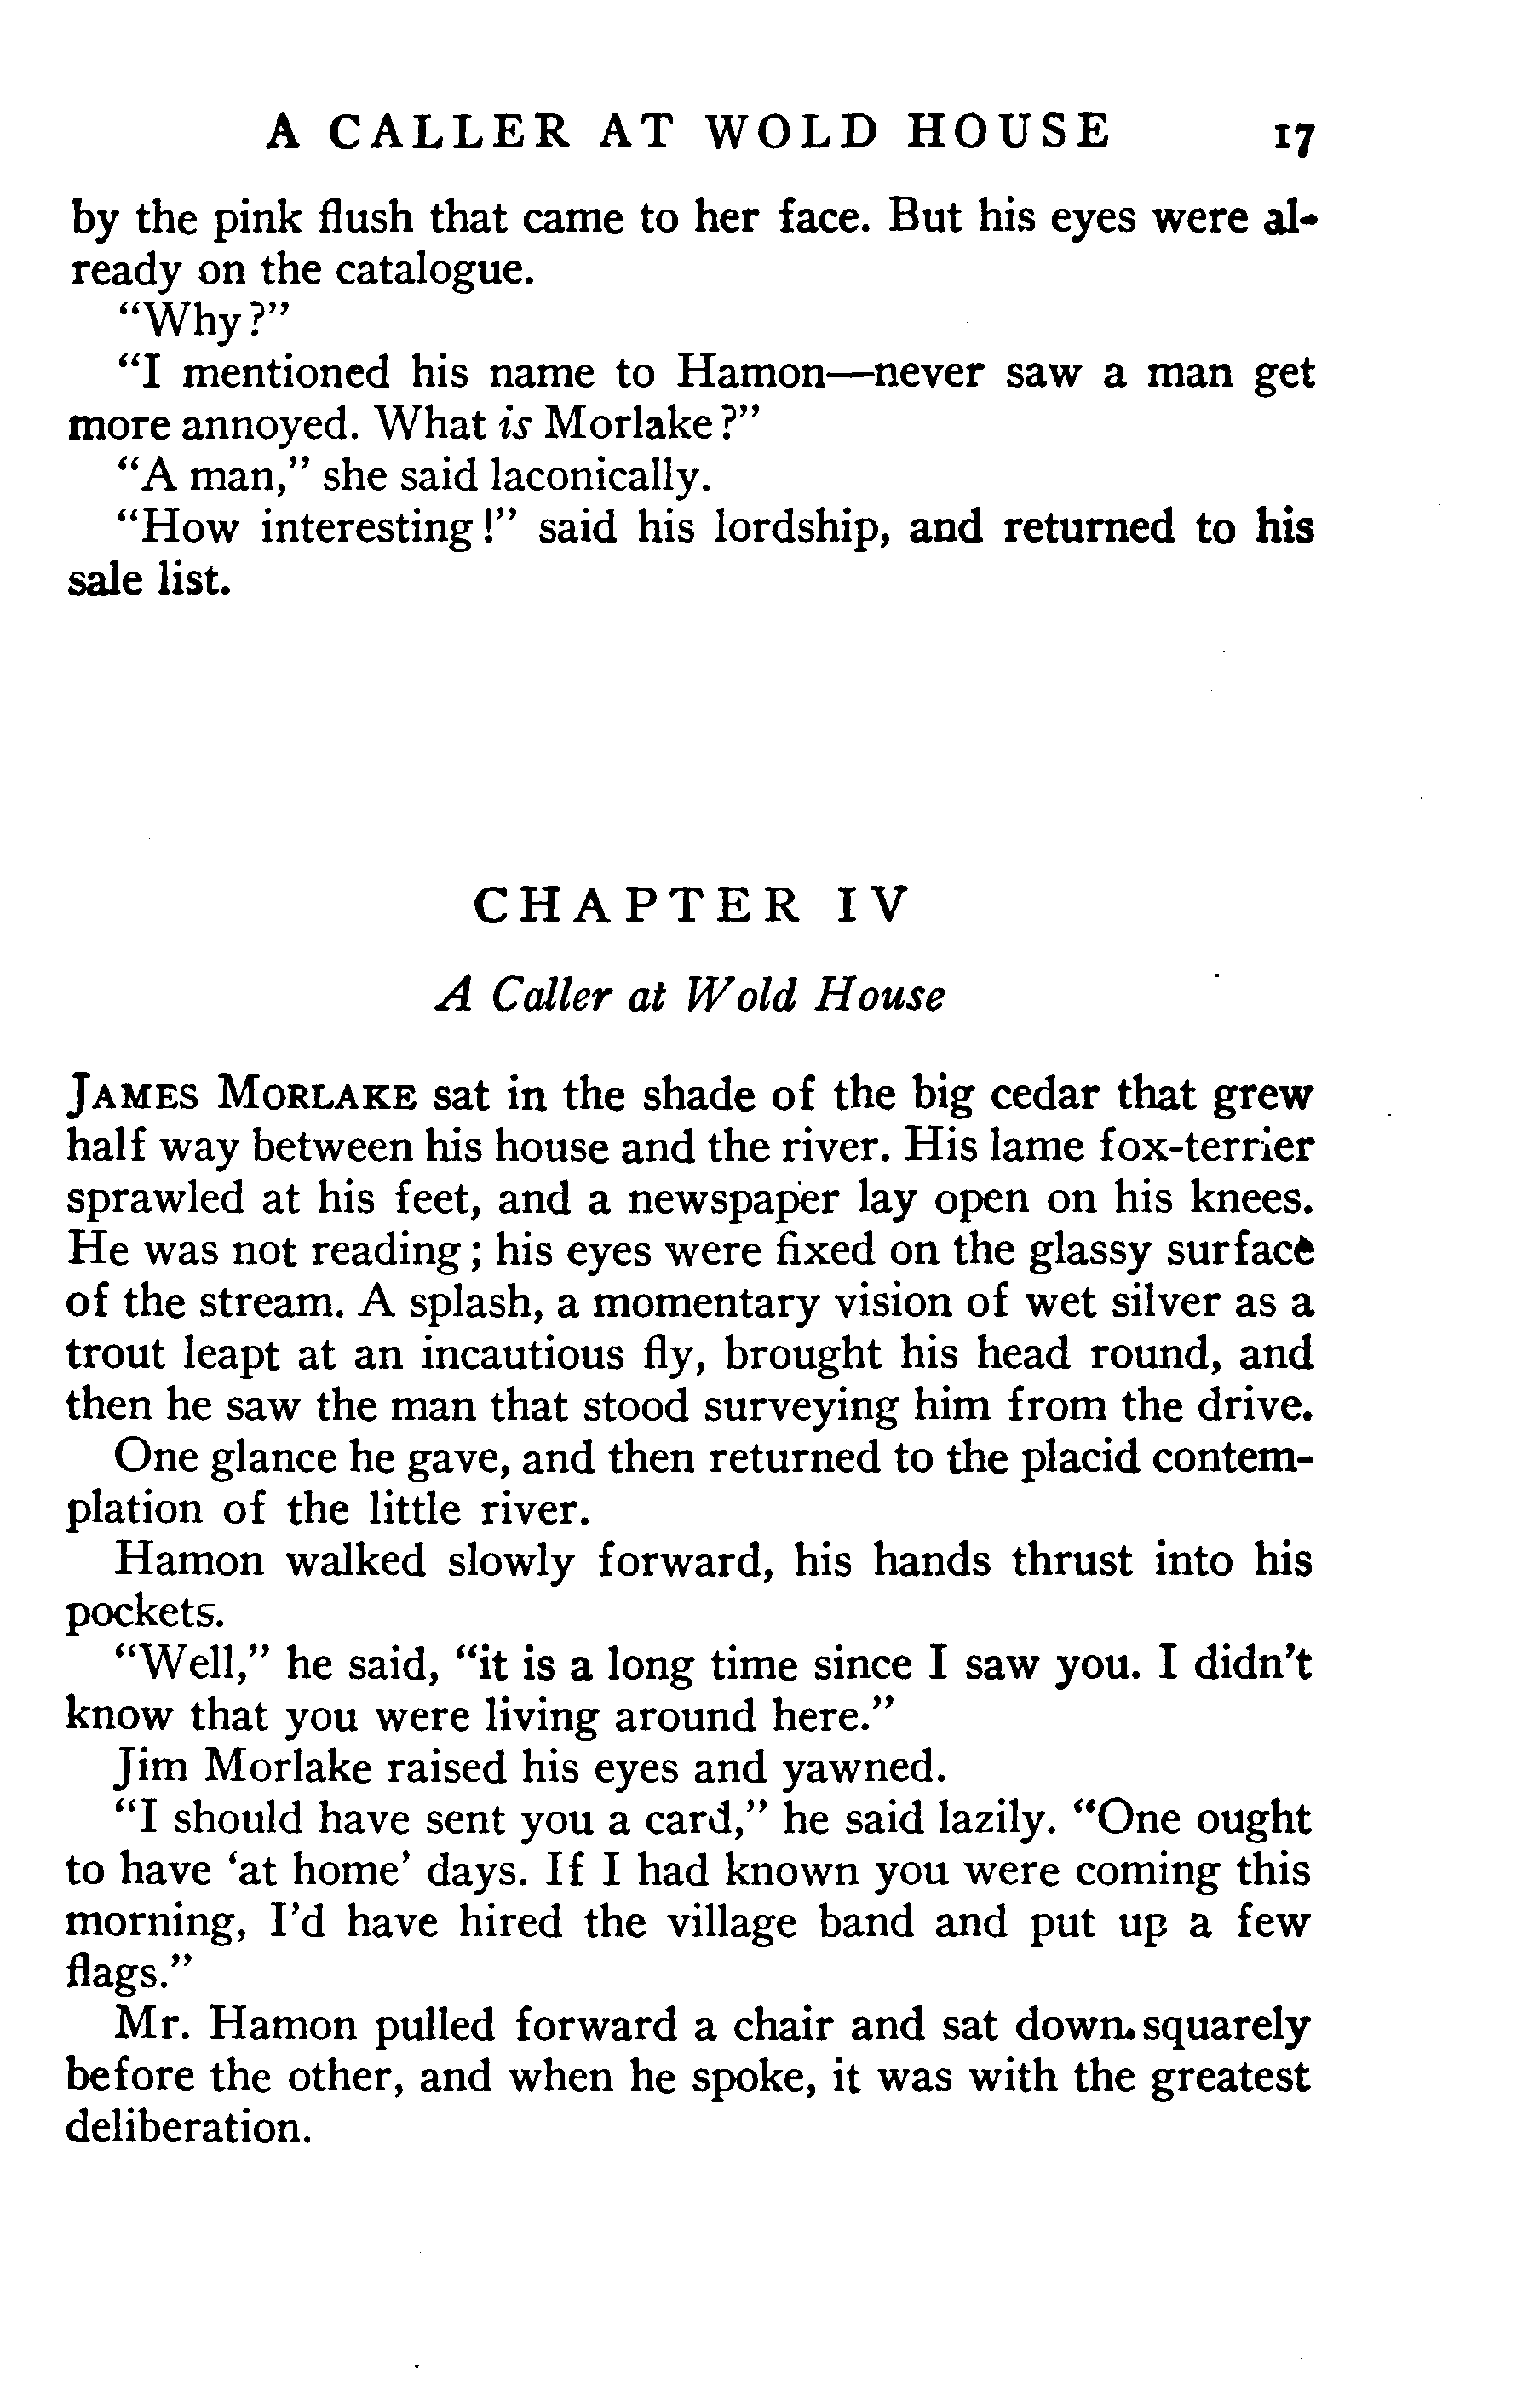 A CALLER AT WOLD HOUSE 17
by the pink flush that came to her face. But his eyes were al-
ready on the catalogue.
“Why?”
“I mentioned his name to Hamon—never saw a man get
more annoyed. What is Morlake?”
“A man,” she said laconically.
“How interesting!” said his lordship, and returned to his
sale list.
CHAPTER IV
A Caller at Wold House
JAMES MORLAKE sat in the shade of the big cedar that grew
half way between his house and the river. His lame fox-terrier
sprawled at his feet, and a newspaper lay open on his knees.
He was not reading; his eyes were fixed on the glassy surface
of the stream. A splash, a momentary vision of wet silver as a
trout leapt at an incautious fly, brought his head round, and
then he saw the man that stood surveying him from the drive.
One glance he gave, and then returned to the placid contem-
plation of the little river.
Hamon walked slowly forward, his hands thrust into his
pockets.
“Well,” he said, “it is a long time since I saw you. I didn’t
know that you were living around here.”
Jim Morlake raised his eyes and yawned.
“I should have sent you a card,” he said lazily. “One ought
to have ‘at home’ days. If I had known you were coming this
morning, I’d have hired the village band and put up a few
flags.”
Mr. Hamon pulled forward a chair and sat down squarely
before the other, and when he spoke, it was with the greatest
deliberation.